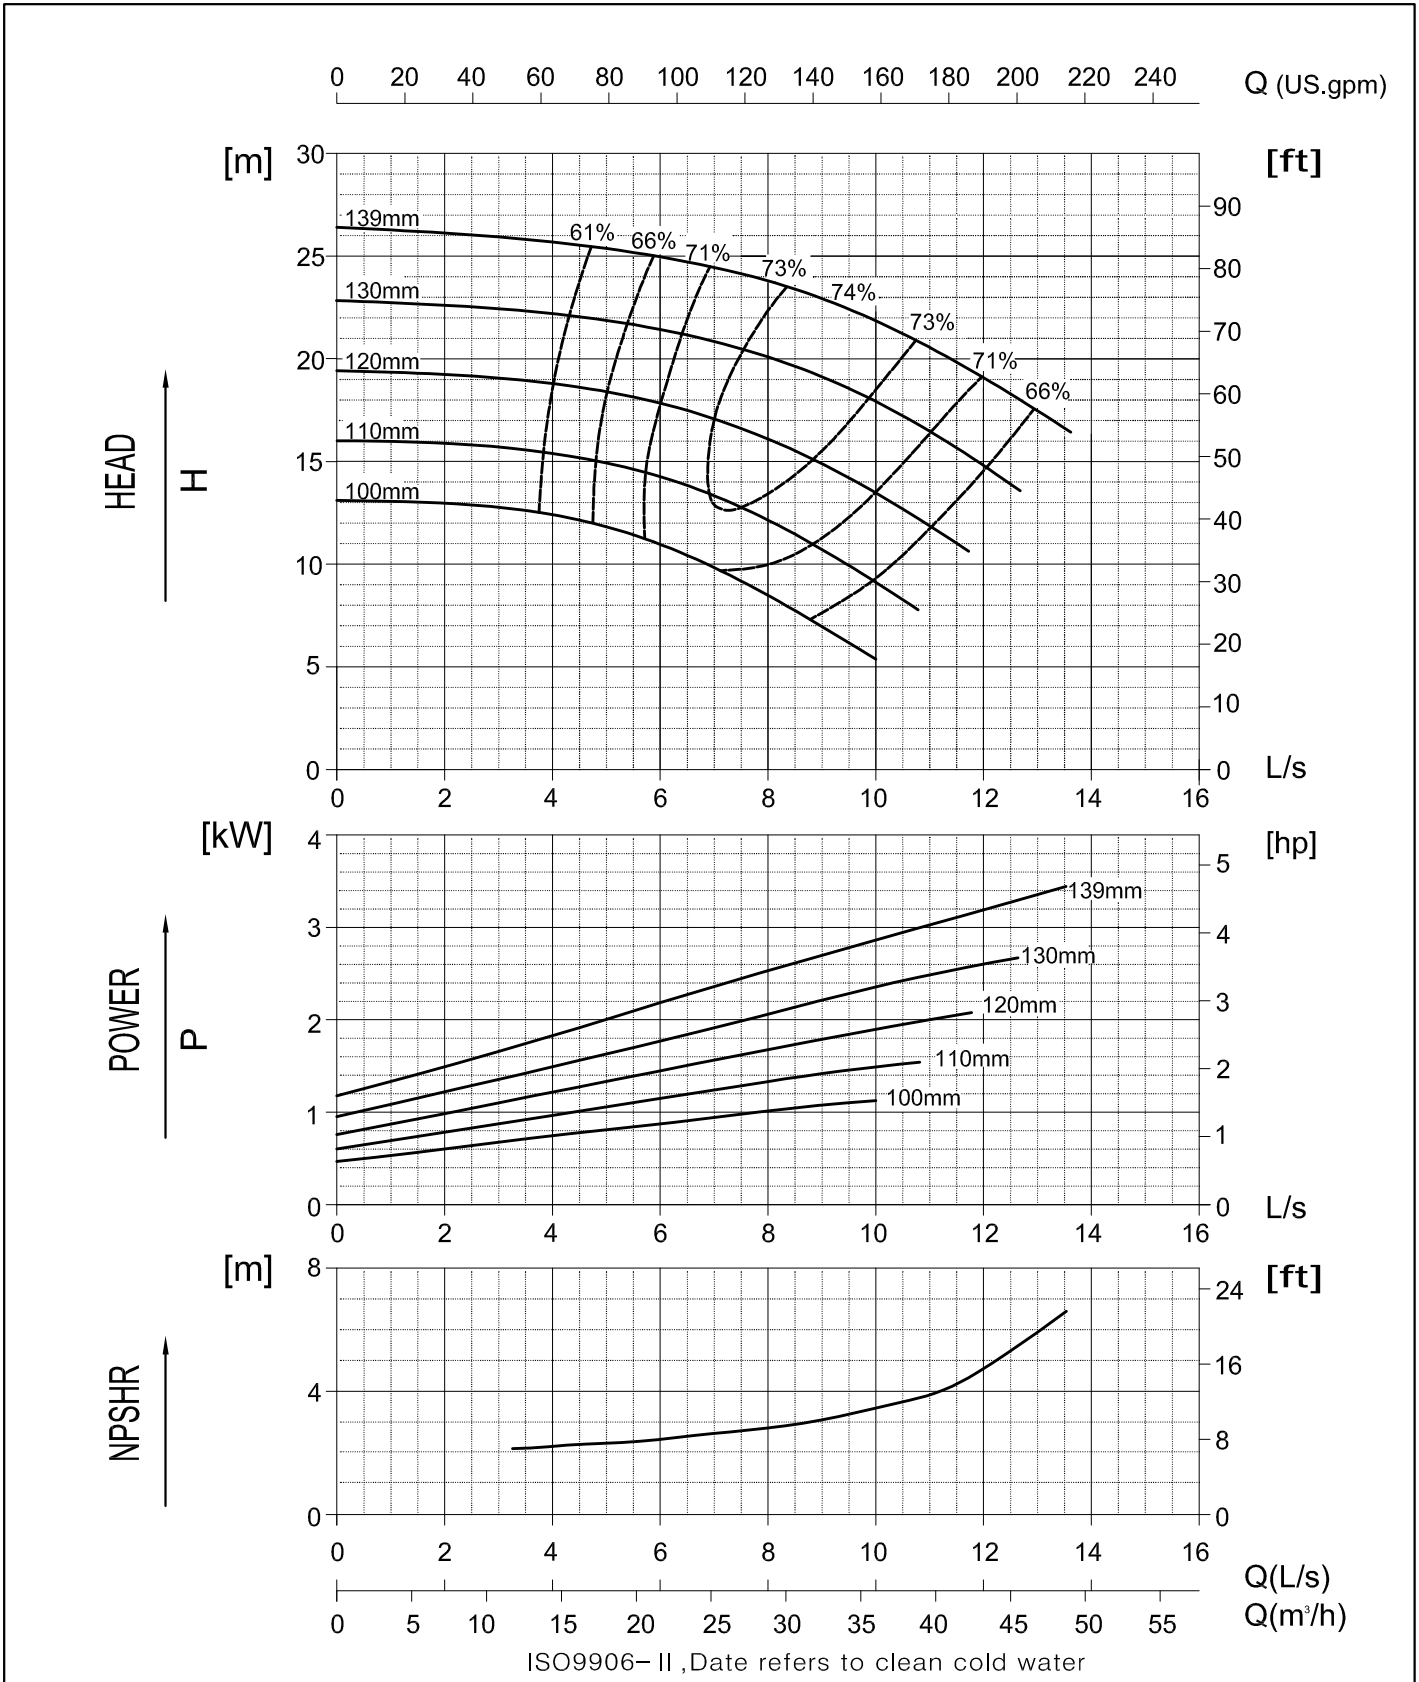 0 20 40 60 80 100 120 140 160 180 200 220 240 Q (US.gpm)
[m] 30 [ft]
90
139mm 61% 66% 71% 73% 74% 73% 71% 66%
25 80
130mm 70
20 120mm 60
HEAD H
15 110mm 50
100mm 40
10 30
5 20
10
0 0 L/s
0 2 4 6 8 10 12 14 16
[kW] 4 [hp]
5
139mm
3 4
130mm
POWER P
2 120mm 3
110mm 2
1 100mm 1
0 0 L/s
0 2 4 6 8 10 12 14 16
[m] 8 [ft]
24
NPSHR
16
4
8
0 0
0 2 4 6 8 10 12 14 16
Q(L/s)
0 5 10 15 20 25 30 35 40 45 50 55 Q(m³/h)
ISO9906-II ,Date refers to clean cold water